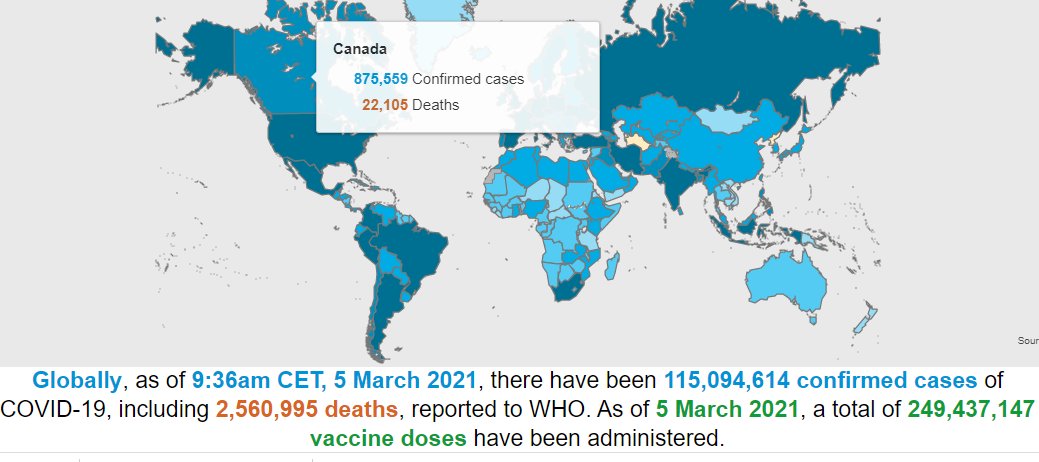 Canada
875,559 Confirmed cases
22,105 Deaths
Sour
Globally, as of 9:36am CET, 5 March 2021, there have been 115,094,614 confirmed cases of
COVID-19, including 2,560,995 deaths, reported to WHO. As of 5 March 2021, a total of 249,437,147
vaccine doses have been administered.